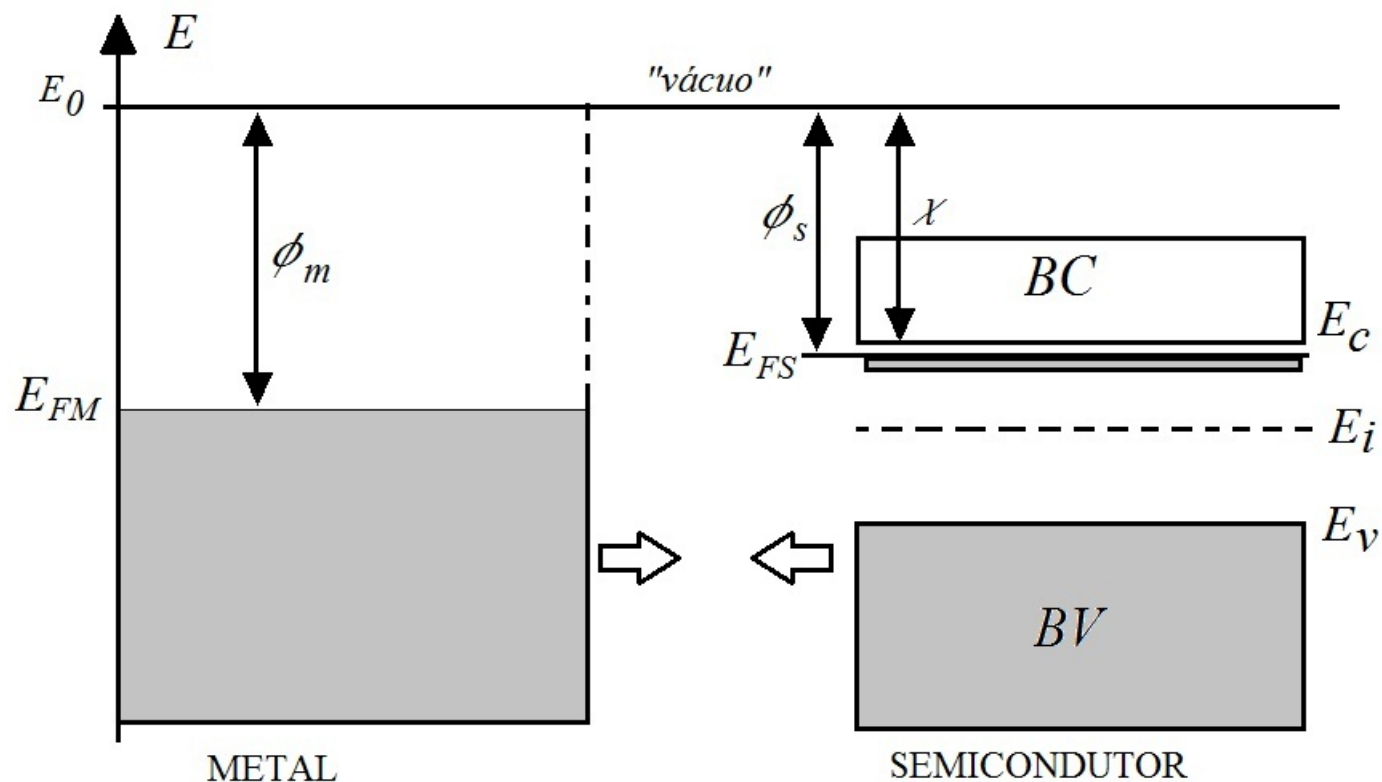 E
E0
"vácuo"
ϕm
ϕs
χ
BC
Ec
EFS
EFM
Ei
Ev
BV
METAL
SEMICONDUTOR